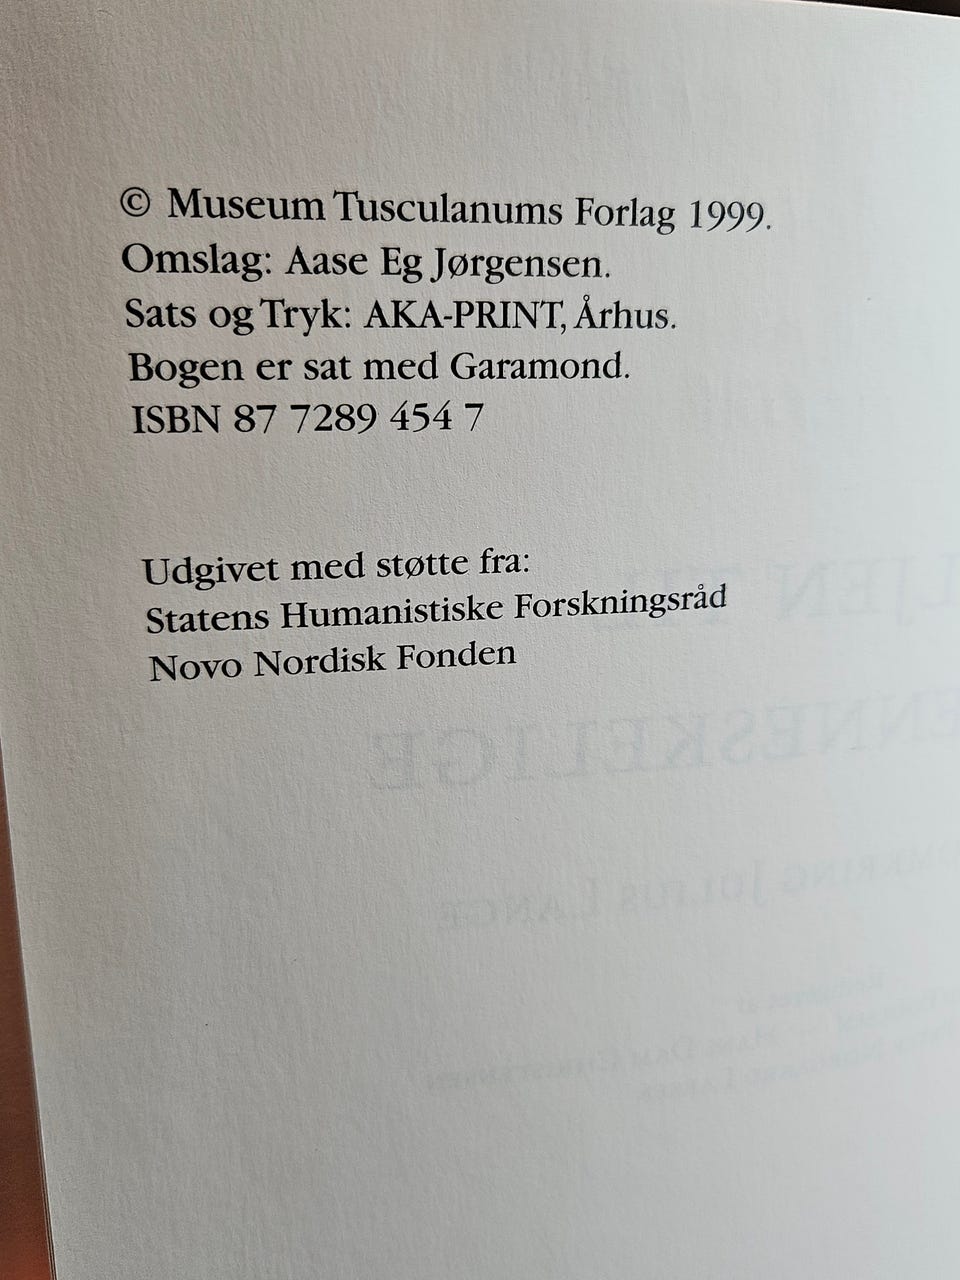 © Museum Tusculanums Forlag 1999.
Omslag: Aase Eg Jørgensen.
Sats og Tryk: AKA-PRINT, Århus.
Bogen er sat med Garamond.
ISBN 87 7289 454 7
Udgivet med støtte fra:
Statens Humanistiske Forskningsråd
Novo Nordisk Fonden